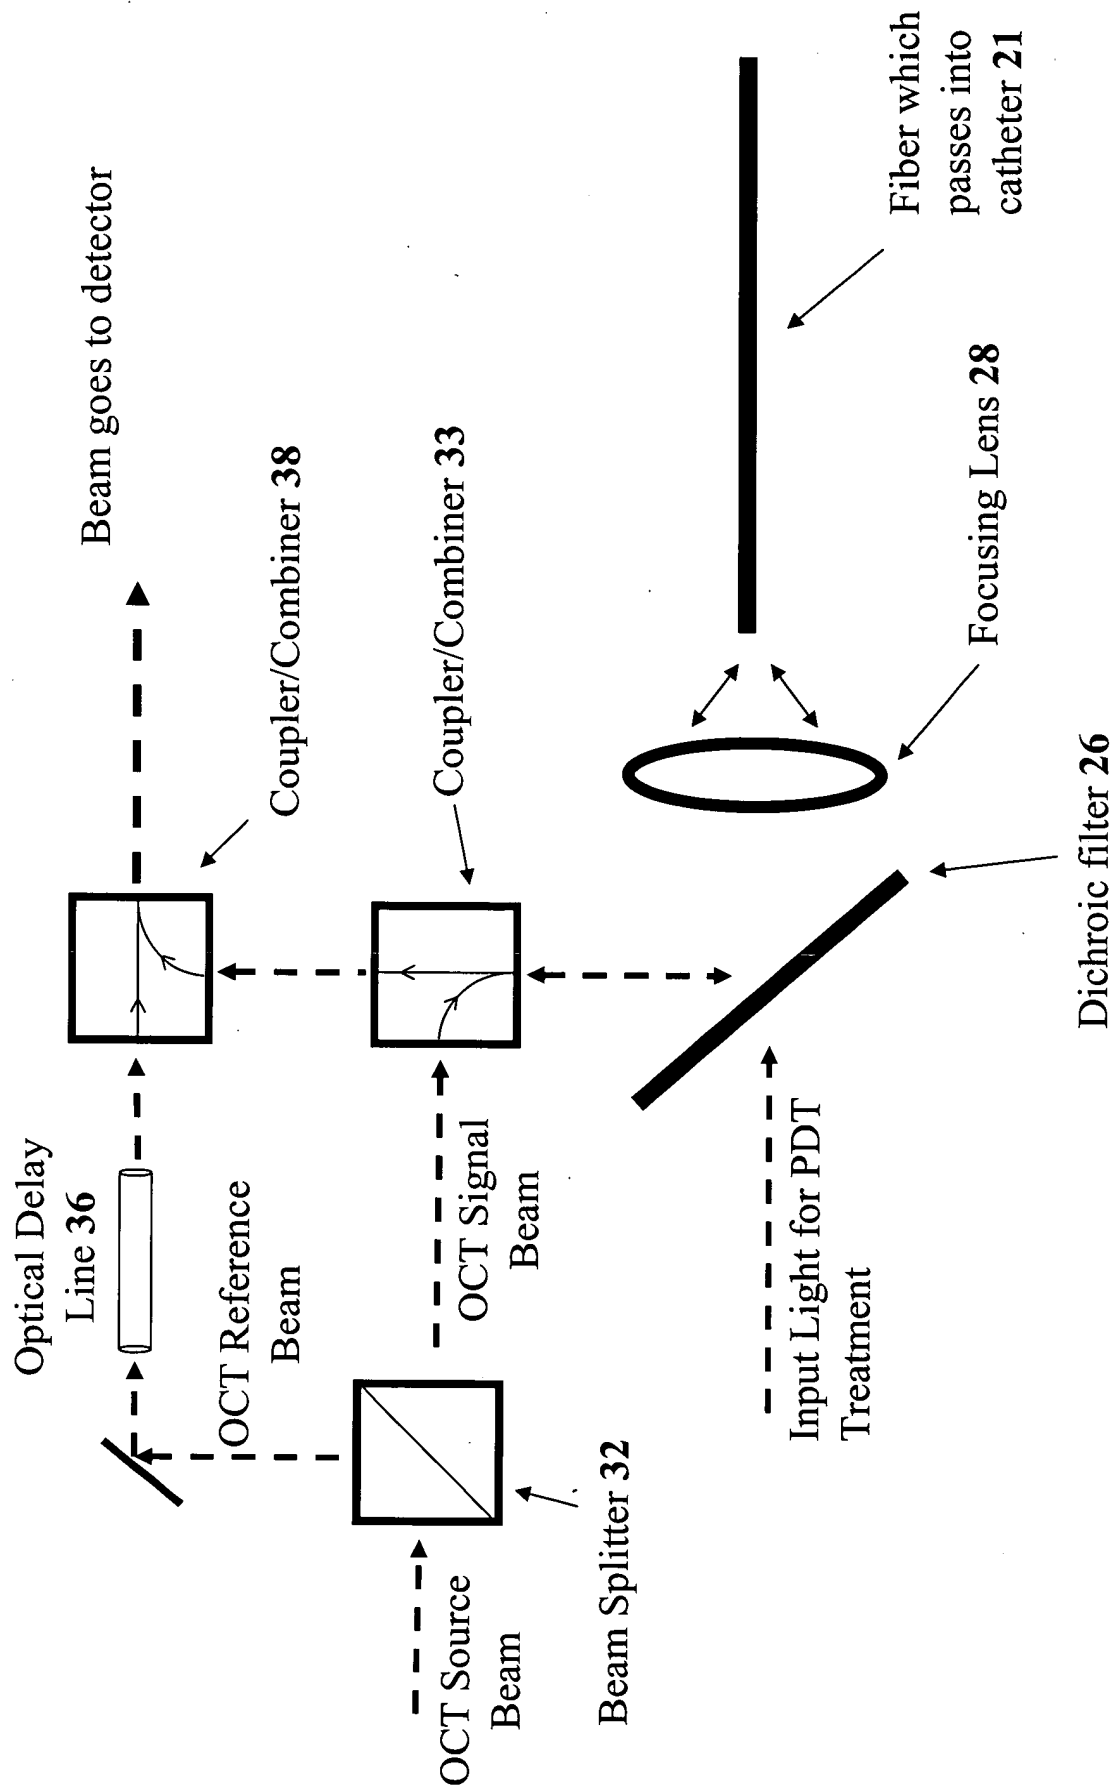 Beam goes to detector
Optical Delay
Line 36
Coupler/Combiner 38
OCT Reference
Beam
Coupler/Combiner 33
OCT Source
Beam
OCT Signal
Beam
Beam Splitter 32
Input Light for PDT
Treatment
Fiber which
passes into
catheter 21
Focusing Lens 28
Dichroic filter 26